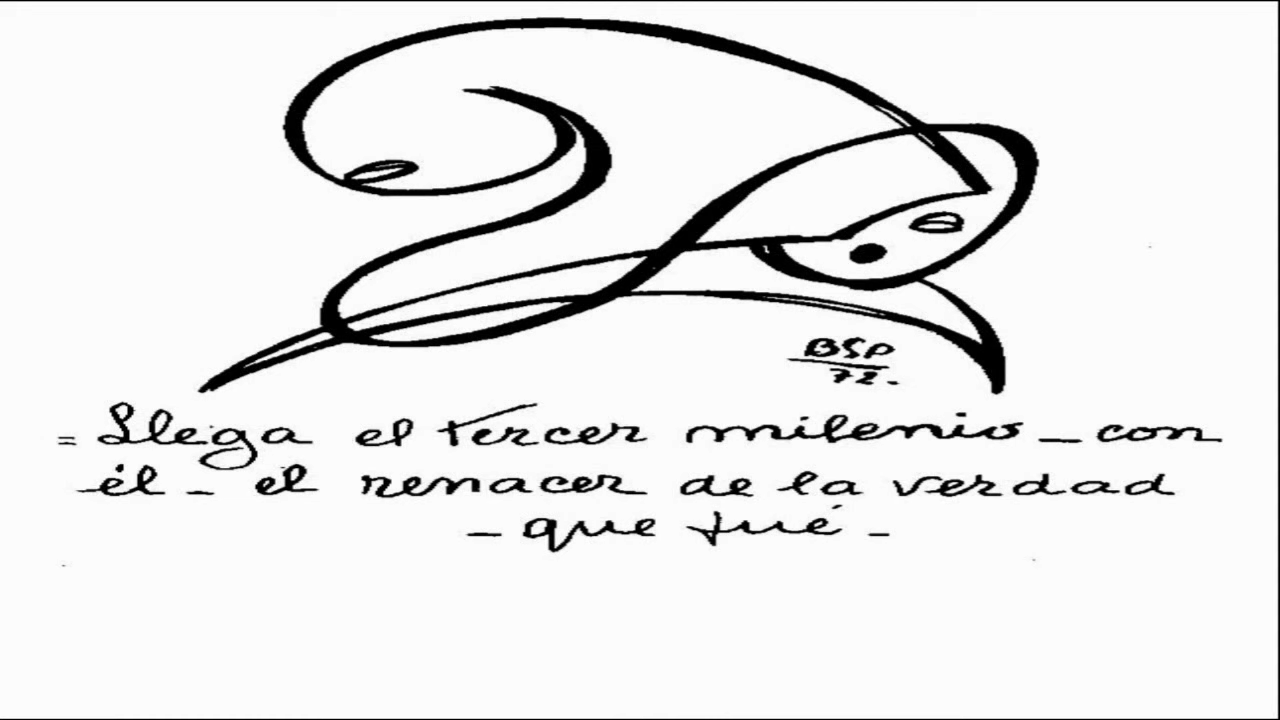 BSP
72.
= Llega el tercer milenio - con
él - el renacer de la verdad
- que fué -